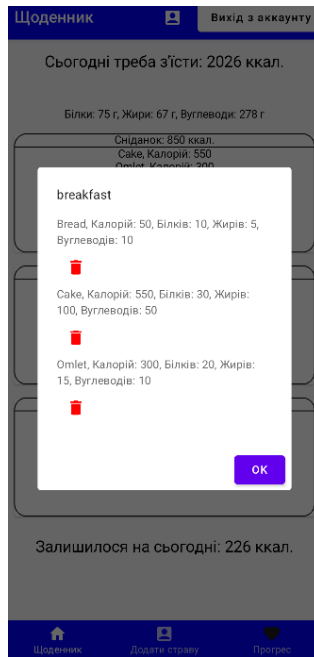 Щоденник
Вихід з аккаунту
Сьогодні треба з'їсти: 2026 ккал.
Білки: 75 г, Жири: 67 г, Вуглеводи: 278 г
Сніданок: 850 ккал.
Cake, Калорій: 550
Omlet, Калорій: 300
breakfast
Bread, Калорій: 50, Білків: 10, Жирів: 5,
Вуглеводів: 10
Cake, Калорій: 550, Білків: 30, Жирів:
100, Вуглеводів: 50
Omlet, Калорій: 300, Білків: 20, Жирів:
15, Вуглеводів: 10
OK
Залишилося на сьогодні: 226 ккал.
Щоденник
Додати страву
Прогрес